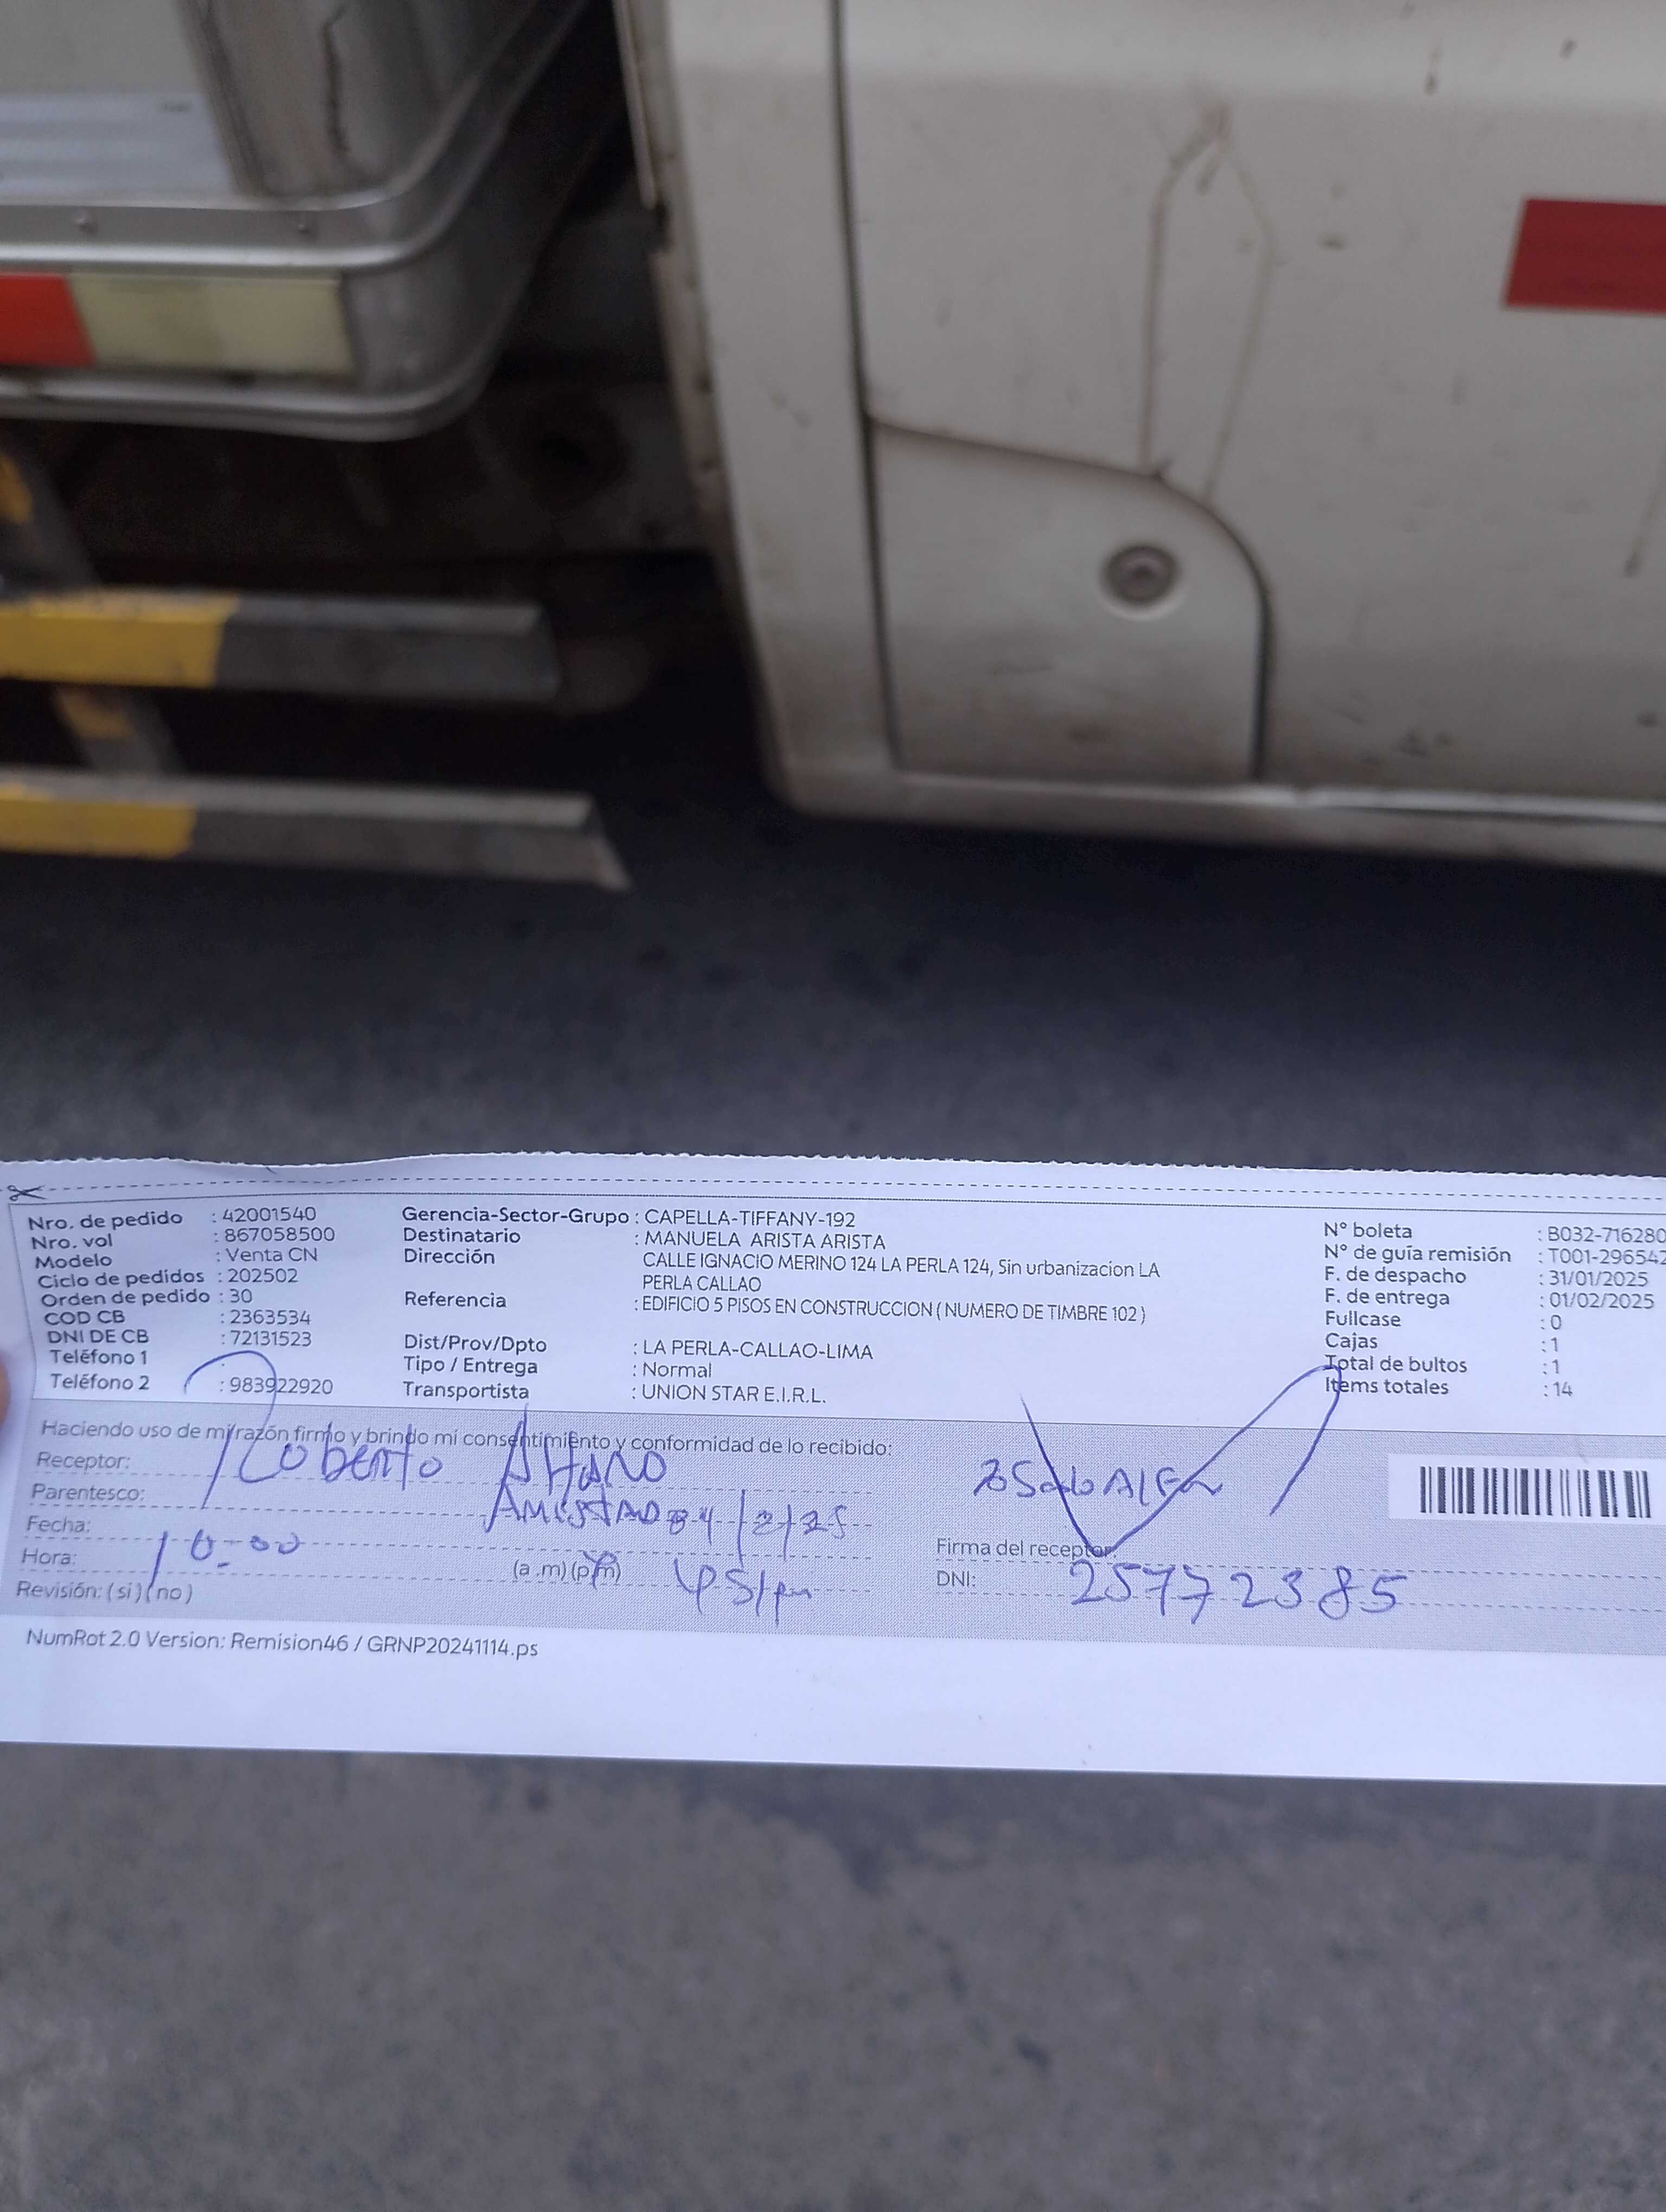 Nro. de pedido : 42001540
Nro. vol : 867058500
Modelo : Venta CN
Ciclo de pedidos : 202502
Orden de pedido : 30
COD CB : 2363534
DNI DE CB : 72131523
Teléfono 1 :
Teléfono 2 : 983922920
Gerencia-Sector-Grupo : CAPELLA-TIFFANY-192
Destinatario : MANUELA ARISTA ARISTA
Dirección CALLE IGNACIO MERINO 124 LA PERLA 124, Sin urbanizacion LA
PERLA CALLAO
Referencia : EDIFICIO 5 PISOS EN CONSTRUCCION ( NUMERO DE TIMBRE 102 )
Dist/Prov/Dpto : LA PERLA-CALLAO-LIMA
Tipo / Entrega : Normal
Transportista : UNION STAR E.I.R.L.
N° boleta : B032-716280
N° de guía remisión : T001-296542
F. de despacho : 31/01/2025
F. de entrega : 01/02/2025
Fullcase : 0
Cajas : 1
Total de bultos : 1
Items totales : 14
Haciendo uso de mi razón firmo y brindo mi consentimiento y conformidad de lo recibido:
Receptor: Roberto
Parentesco: AMISTAD
Fecha:
Hora: 10:00 (a.m) (p.m)
Revisión: ( si ) ( no )
Firma del receptor:
DNI: 25772385
NumRot 2.0 Version: Remision46 / GRNP20241114.ps